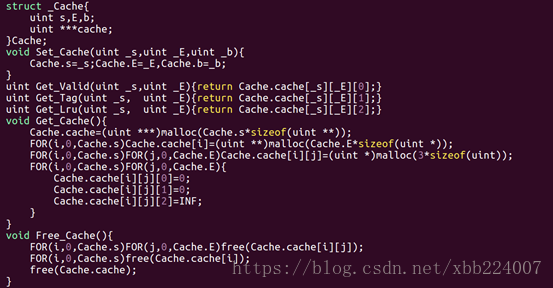 struct _Cache{
    uint s,E,b;
    uint ***cache;
}Cache;
void Set_Cache(uint _s,uint _E,uint _b){
    Cache.s=_s;Cache.E=_E,Cache.b=_b;
}
uint Get_Valid(uint _s,uint _E){return Cache.cache[_s][_E][0];}
uint Get_Tag(uint _s,  uint _E){return Cache.cache[_s][_E][1];}
uint Get_Lru(uint _s,  uint _E){return Cache.cache[_s][_E][2];}
void Get_Cache(){
    Cache.cache=(uint ***)malloc(Cache.s*sizeof(uint **));
    FOR(i,0,Cache.s)Cache.cache[i]=(uint **)malloc(Cache.E*sizeof(uint *));
    FOR(i,0,Cache.s)FOR(j,0,Cache.E)Cache.cache[i][j]=(uint *)malloc(3*sizeof(uint));
    FOR(i,0,Cache.s)FOR(j,0,Cache.E){
        Cache.cache[i][j][0]=0;
        Cache.cache[i][j][1]=0;
        Cache.cache[i][j][2]=INF;
    }
}
void Free_Cache(){
    FOR(i,0,Cache.s)FOR(j,0,Cache.E)free(Cache.cache[i][j]);
    FOR(i,0,Cache.s)free(Cache.cache[i]);
    free(Cache.cache);
}
https://blog.csdn.net/xbb224007